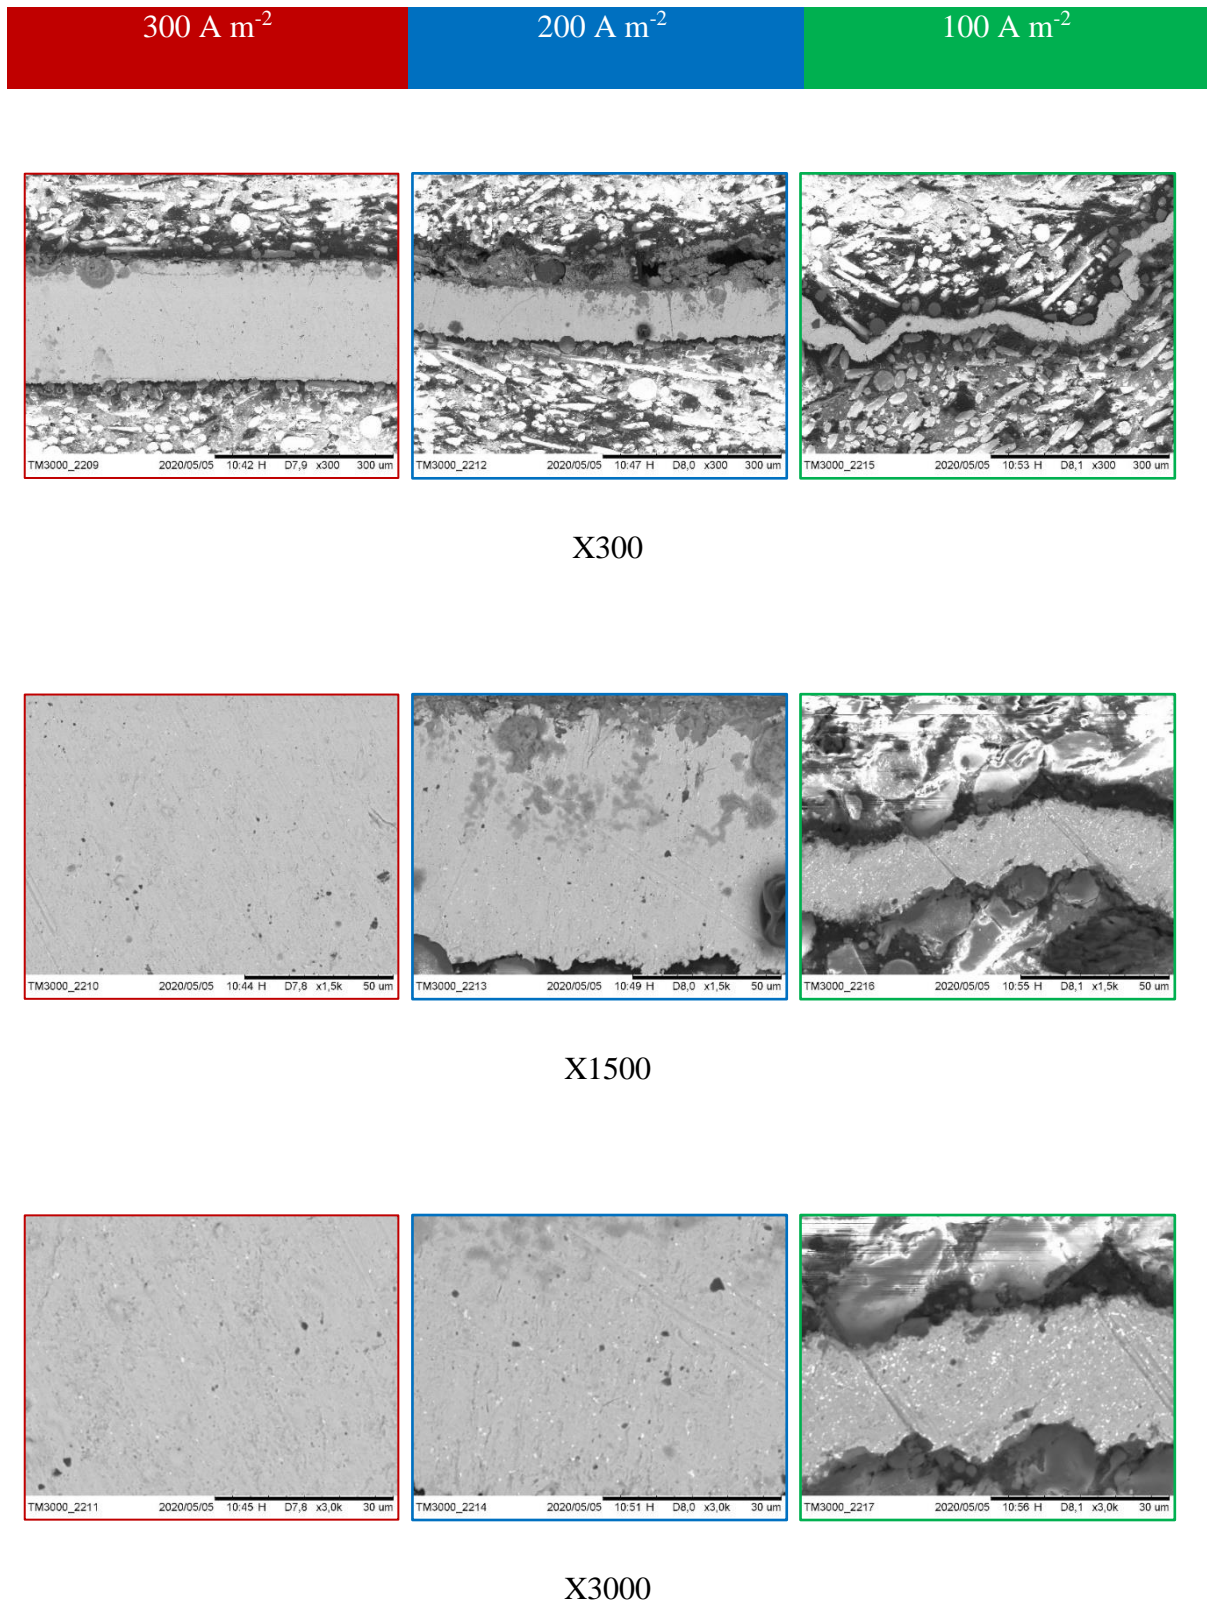 300 A m-2 200 A m-2 100 A m-2
TM3000_2209 2020/05/05 10:42 H D7,9 x300 300 um
TM3000_2212 2020/05/05 10:47 H D8,0 x300 300 um
TM3000_2215 2020/05/05 10:53 H D8,1 x300 300 um
X300
TM3000_2210 2020/05/05 10:44 H D7,8 x1,5k 50 um
TM3000_2213 2020/05/05 10:49 H D8,0 x1,5k 50 um
TM3000_2216 2020/05/05 10:55 H D8,1 x1,5k 50 um
X1500
TM3000_2211 2020/05/05 10:45 H D7,8 x3,0k 30 um
TM3000_2214 2020/05/05 10:51 H D8,0 x3,0k 30 um
TM3000_2217 2020/05/05 10:56 H D8,1 x3,0k 30 um
X3000